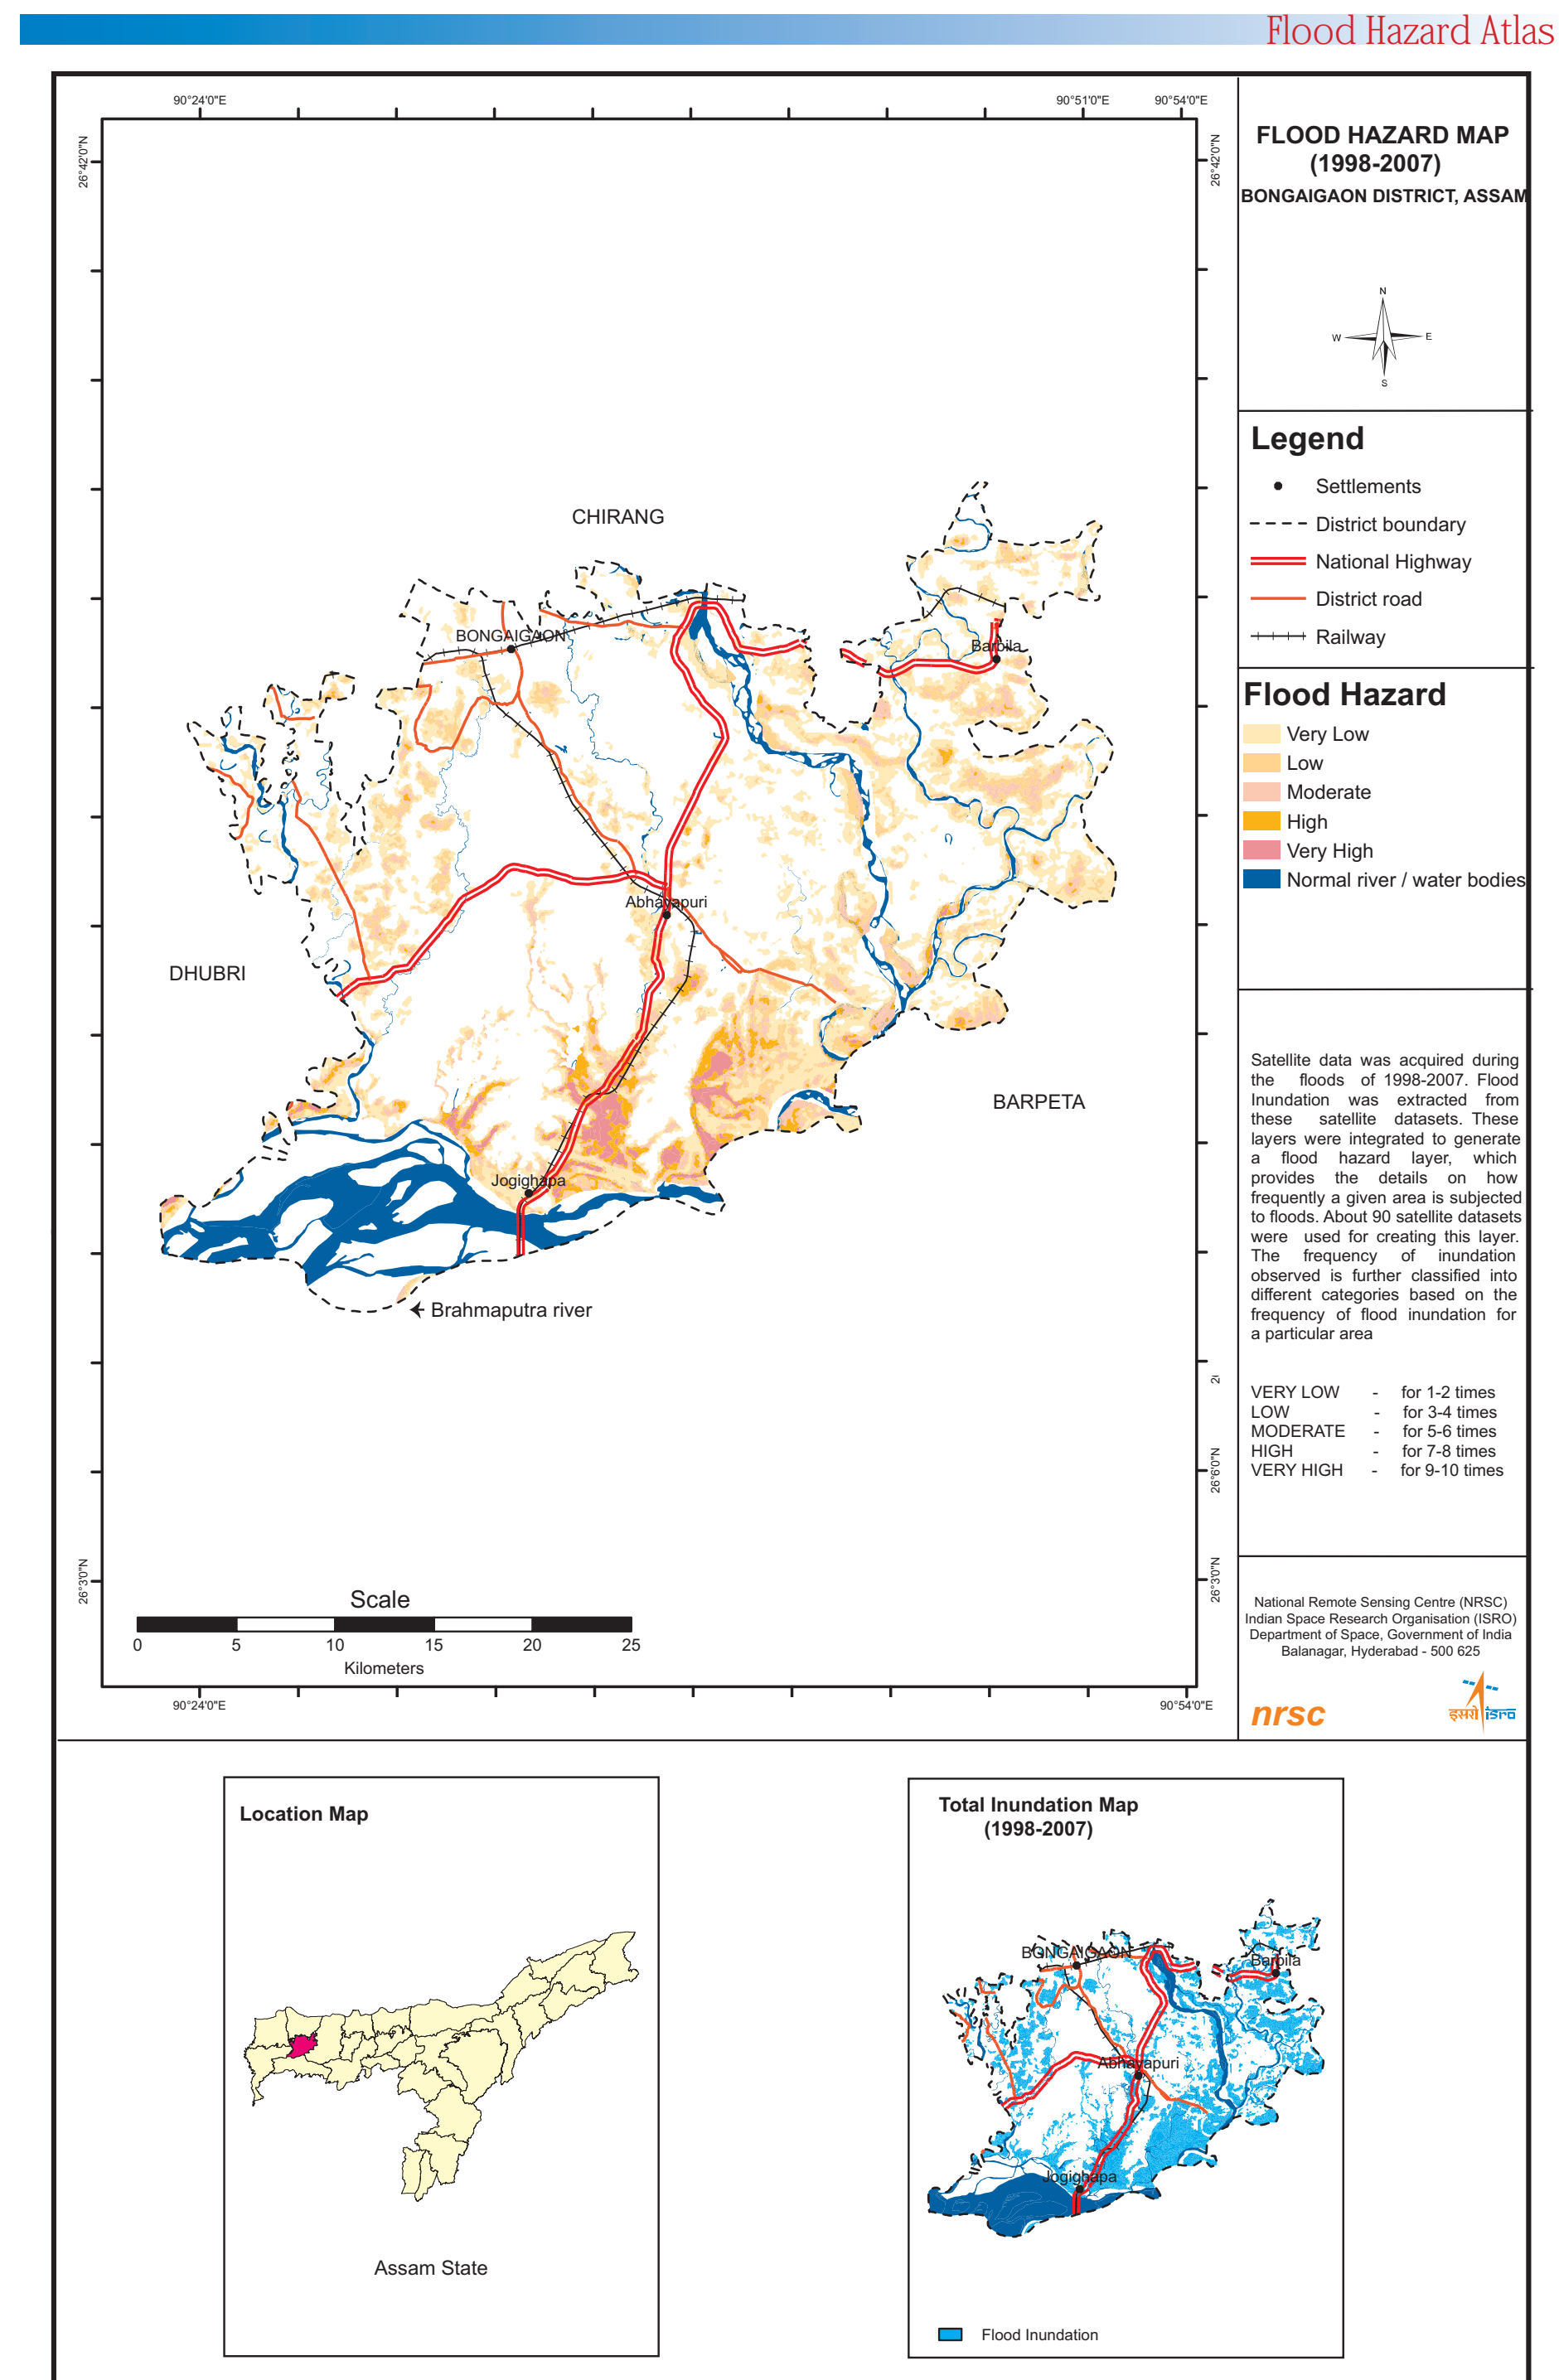 Flood Hazard Atlas
90°24'0"E
90°51'0"E
90°54'0"E
26°42'0"N
26°42'0"N
FLOOD HAZARD MAP
(1998-2007)
BONGAIGAON DISTRICT, ASSAM
N
W
E
S
Legend
Settlements
District boundary
National Highway
District road
Railway
Flood Hazard
Very Low
Low
Moderate
High
Very High
Normal river / water bodies
CHIRANG
BONGAIGAON
Barbila
Abhayapuri
DHUBRI
BARPETA
Jogighapa
Brahmaputra river
Satellite data was acquired during
the floods of 1998-2007. Flood
Inundation was extracted from
these satellite datasets. These
layers were integrated to generate
a flood hazard layer, which
provides the details on how
frequently a given area is subjected
to floods. About 90 satellite datasets
were used for creating this layer.
The frequency of inundation
observed is further classified into
different categories based on the
frequency of flood inundation for
a particular area
VERY LOW - for 1-2 times
LOW - for 3-4 times
MODERATE - for 5-6 times
HIGH - for 7-8 times
VERY HIGH - for 9-10 times
26°6'0"N
26°3'0"N
26°3'0"N
Scale
0 5 10 15 20 25
Kilometers
90°24'0"E
90°54'0"E
National Remote Sensing Centre (NRSC)
Indian Space Research Organisation (ISRO)
Department of Space, Government of India
Balanagar, Hyderabad - 500 625
nrsc
इसरो isro
Location Map
Assam State
Total Inundation Map
(1998-2007)
BONGAIGAON
Barbila
Abhayapuri
Jogighapa
Flood Inundation